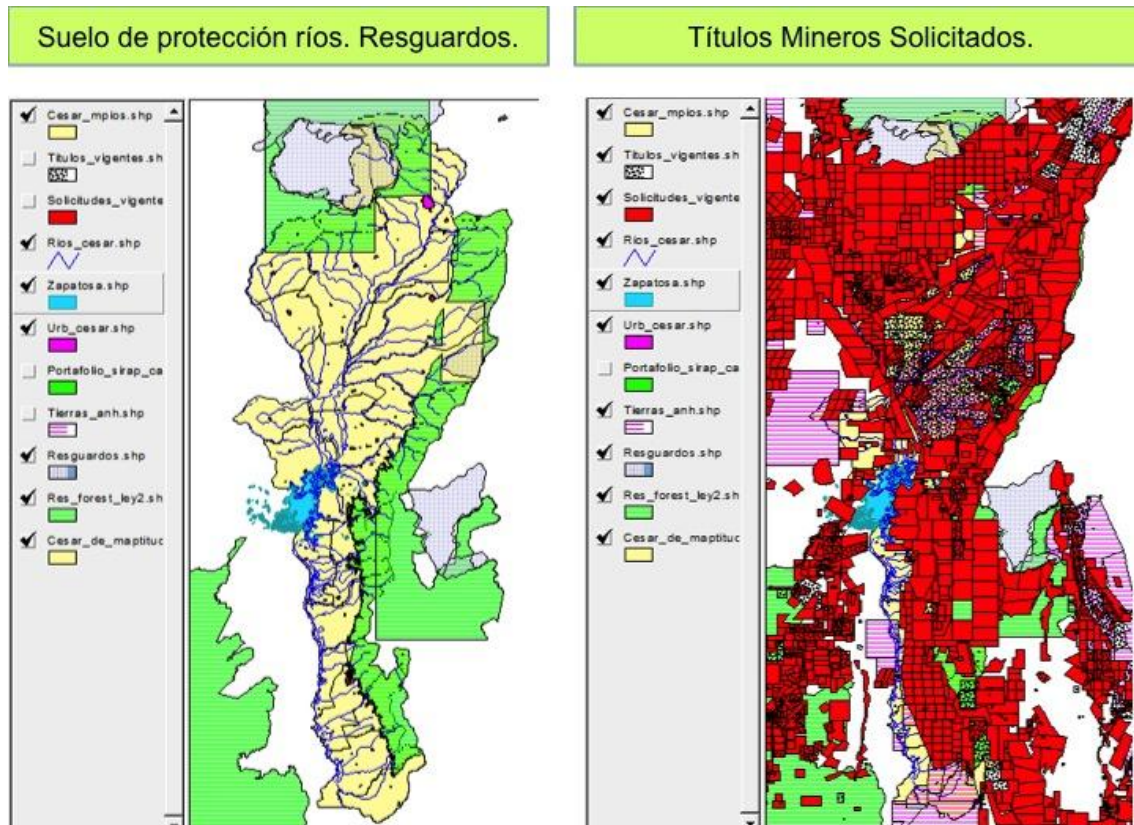 Suelo de protección ríos. Resguardos.
Títulos Mineros Solicitados.
Cesar_mpios.shp
Titulos_vigentes.sh
Solicitudes_vigente
Rios_cesar.shp
Zapatosa.shp
Urb_cesar.shp
Portafolio_sirap_ca
Tierras_anh.shp
Resguardos.shp
Res_forest_ley2.sh
Cesar_de_maptitud
Cesar_mpios.shp
Titulos_vigentes.sh
Solicitudes_vigente
Rios_cesar.shp
Zapatosa.shp
Urb_cesar.shp
Portafolio_sirap_ca
Tierras_anh.shp
Resguardos.shp
Res_forest_ley2.sh
Cesar_de_maptitud